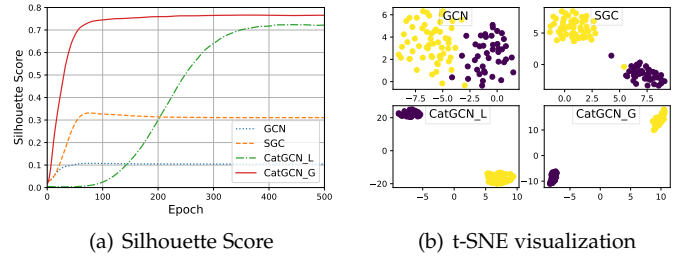 Silhouette Score
0.8
0.7
0.6
0.5
0.4
0.3
0.2
0.1
0.0
0 100 200 300 400 500
Epoch
GCN
SGC
CatGCN_L
CatGCN_G
GCN
−7.5 −5.0 −2.5 0.0
5
0
SGC
5
0
0.0 2.5 5.0 7.5
CatGCN_L
20
0
−20
−5 0 5 10
CatGCN_G
10
0
−10
0 5 10
(a) Silhouette Score
(b) t-SNE visualization